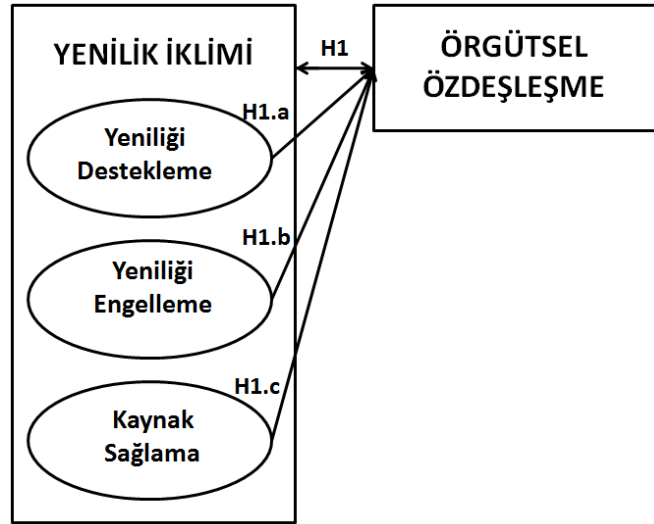 YENİLİK İKLİMİ
H1
ÖRGÜTSEL
ÖZDEŞLEŞME
H1.a
Yeniliği
Destekleme
H1.b
Yeniliği
Engelleme
H1.c
Kaynak
Sağlama